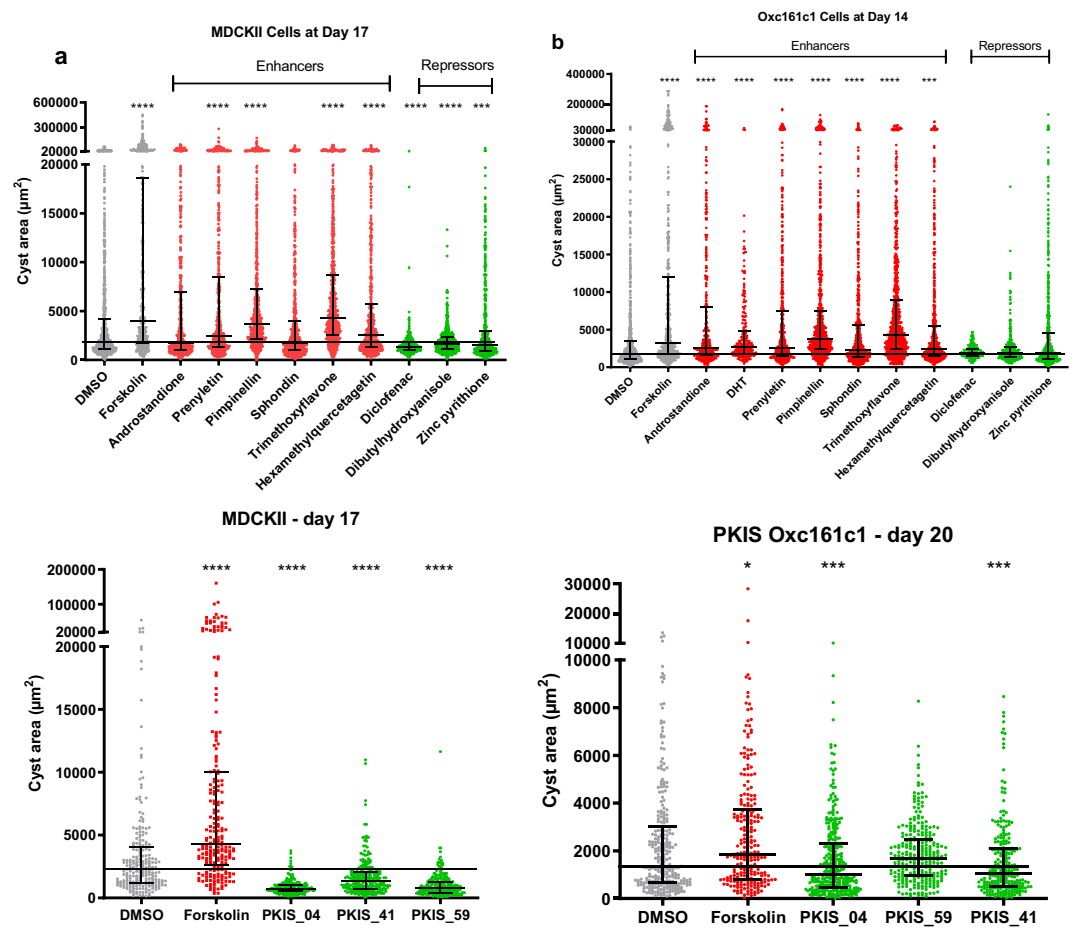 MDCKII Cells at Day 17
a
Enhancers
Repressors
**** **** **** **** **** **** **** ***
Cyst area (µm²)
600000
300000
20000
20000
15000
10000
5000
0
DMSO
Forskolin
Androstandione
Prenyletin
Pimpinellin
Sphondin
Trimethoxyflavone
Hexamethylquercetagetin
Diclofenac
Dibutylhydroxyanisole
Zinc pyrithione
Oxc161c1 Cells at Day 14
b
Enhancers
Repressors
**** **** **** **** **** **** **** ***
Cyst area (µm²)
400000
200000
30000
30000
25000
20000
15000
10000
5000
0
DMSO
Forskolin
Androstandione
DHT
Prenyletin
Pimpinellin
Sphondin
Trimethoxyflavone
Hexamethylquercetagetin
Diclofenac
Dibutylhydroxyanisole
Zinc pyrithione
MDCKII - day 17
**** **** **** ****
Cyst area (µm²)
200000
100000
20000
20000
15000
10000
5000
0
DMSO Forskolin PKIS_04 PKIS_41 PKIS_59
PKIS Oxc161c1 - day 20
* *** ***
Cyst area (µm²)
30000
20000
10000
10000
8000
6000
4000
2000
0
DMSO Forskolin PKIS_04 PKIS_59 PKIS_41